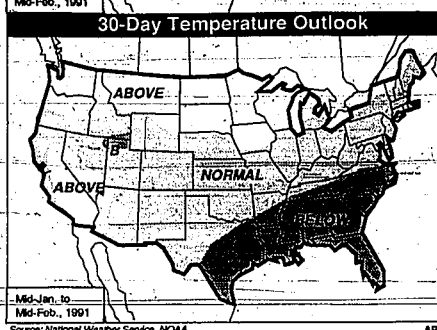 Mid-Feb., 1991
30-Day Temperature Outlook
ABOVE
B
NORMAL
ABOVE
BELOW
Mid-Jan. to
Mid-Feb., 1991
Source: National Weather Service, NOAA
AP